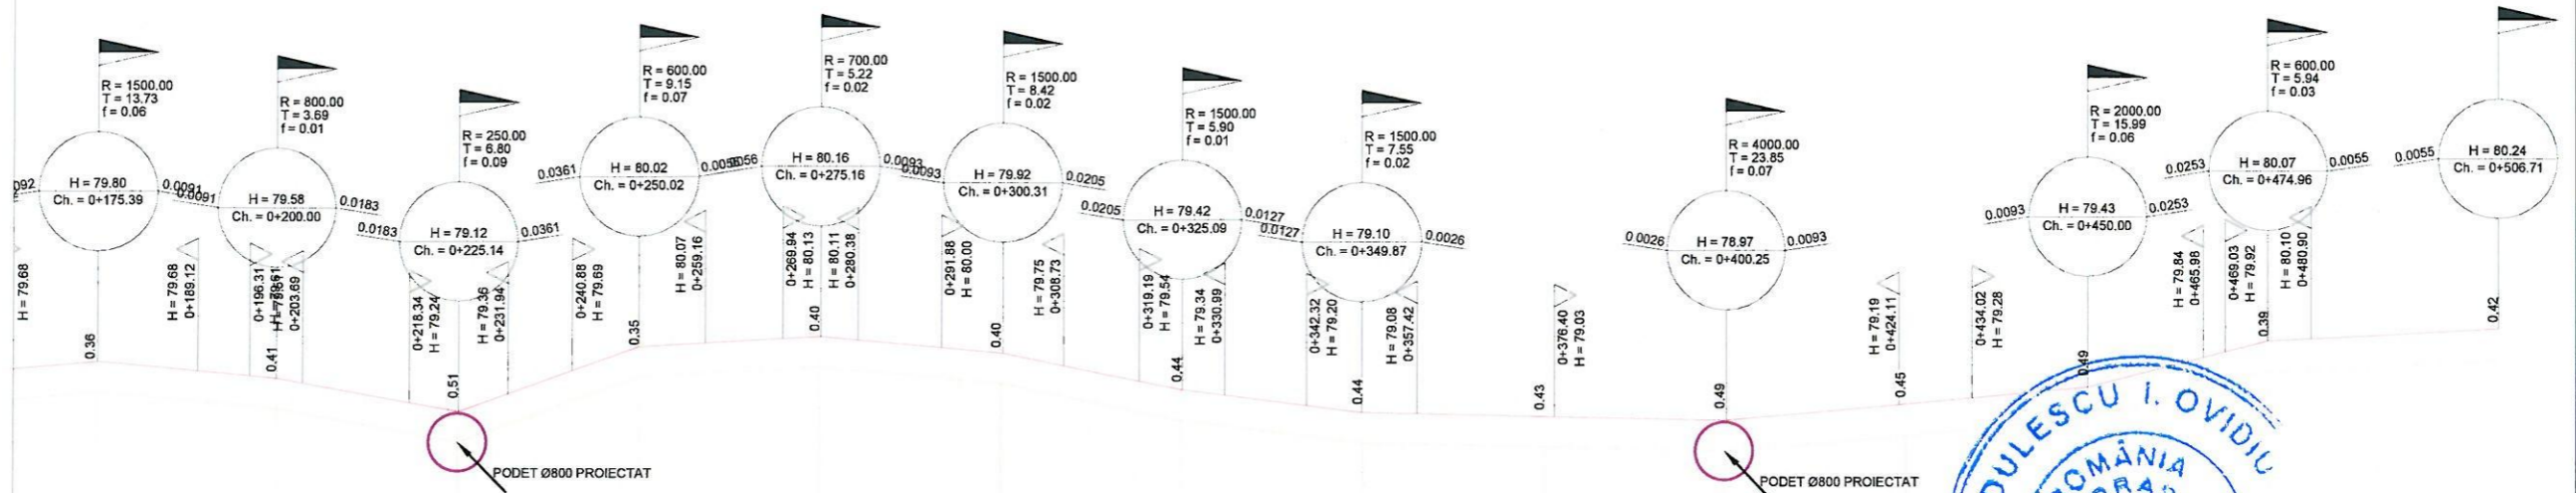 R = 1500.00
T = 13.73
f = 0.06
H = 79.80
Ch. = 0+175.39
092
0.0091
H = 79.68
0.36
H = 79.68
0+189.12
R = 800.00
T = 3.69
f = 0.01
0.0091
H = 79.58
Ch. = 0+200.00
0.0183
0+196.31
0+203.69
0.41
R = 250.00
T = 6.80
f = 0.09
0.0183
H = 79.12
Ch. = 0+225.14
0.0361
0+218.34
H = 79.24
H = 79.36
0+231.94
0.51
PODET Ø800 PROIECTAT
R = 600.00
T = 9.15
f = 0.07
0.0361
H = 80.02
Ch. = 0+250.02
0.0056
0+240.88
H = 79.69
0.35
H = 80.07
0+259.16
R = 700.00
T = 5.22
f = 0.02
0.0056
H = 80.16
Ch. = 0+275.16
0.0093
0+269.94
H = 80.13
H = 80.11
0+280.38
0.40
R = 1500.00
T = 8.42
f = 0.02
0.0093
H = 79.92
Ch. = 0+300.31
0.0205
0+291.88
H = 80.00
0.40
H = 79.75
0+308.73
R = 1500.00
T = 5.90
f = 0.01
0.0205
H = 79.42
Ch. = 0+325.09
0.0127
0+319.19
H = 79.54
H = 79.34
0+330.99
0.44
R = 1500.00
T = 7.55
f = 0.02
0.0127
H = 79.10
Ch. = 0+349.87
0.0026
0+342.32
H = 79.20
H = 79.08
0+357.42
0.44
0+376.40
H = 79.03
0.43
R = 4000.00
T = 23.85
f = 0.07
0.0026
H = 78.97
Ch. = 0+400.25
0.0093
0.49
PODET Ø800 PROIECTAT
H = 79.19
0+424.11
0.45
0+434.02
H = 79.28
R = 2000.00
T = 15.99
f = 0.06
0.0093
H = 79.43
Ch. = 0+450.00
0.0253
0.49
H = 79.84
0+465.98
R = 600.00
T = 5.94
f = 0.03
0.0253
H = 80.07
Ch. = 0+474.96
0.0055
0+469.03
H = 79.92
H = 80.10
0+480.90
0.39
0.0055
H = 80.24
Ch. = 0+506.71
0.42
DULESCU I. OVIDIU
ROMÂNIA